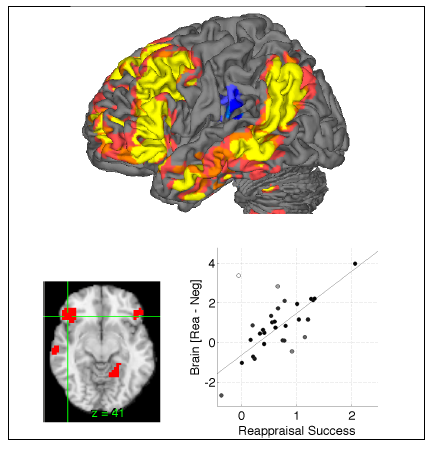 z = 41
Brain [Rea - Neg]
4
2
0
-2
0
1
2
Reappraisal Success